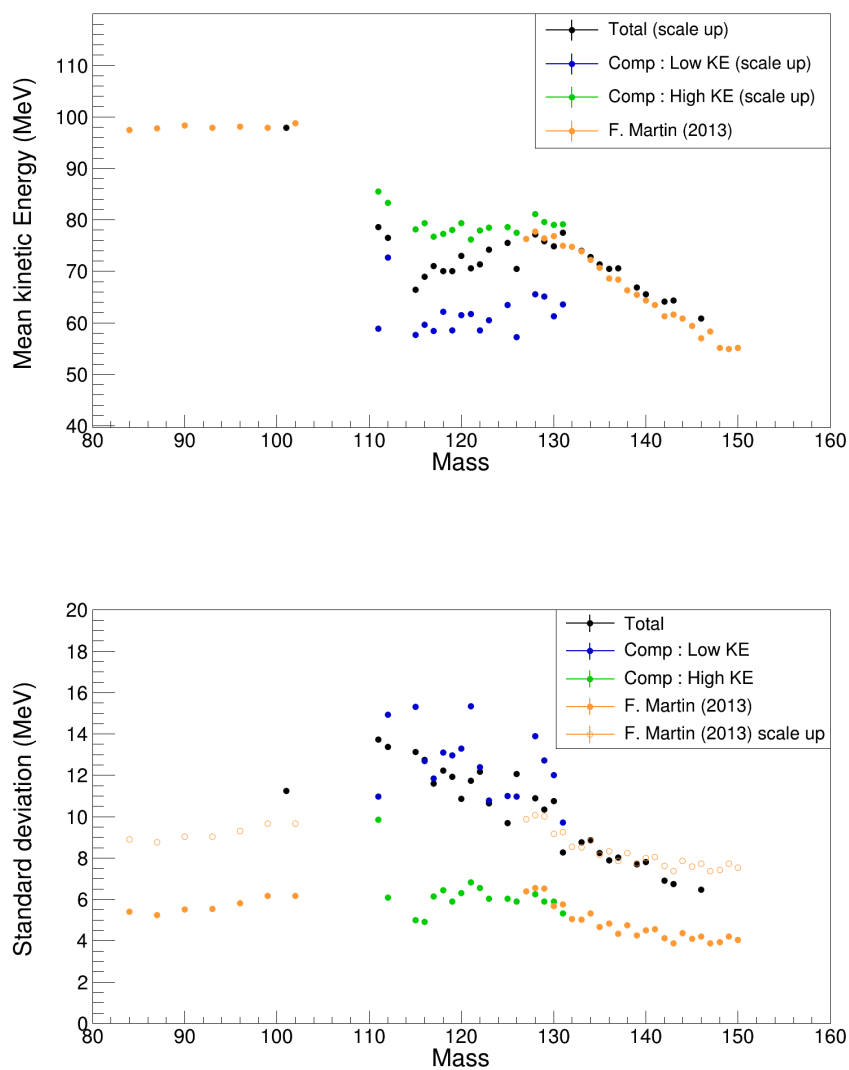 Total (scale up)
Comp : Low KE (scale up)
Comp : High KE (scale up)
F. Martin (2013)
Mean kinetic Energy (MeV)
110
100
90
80
70
60
50
40
80 90 100 110 120 130 140 150 160
Mass
Total
Comp : Low KE
Comp : High KE
F. Martin (2013)
F. Martin (2013) scale up
Standard deviation (MeV)
20
18
16
14
12
10
8
6
4
2
0
80 90 100 110 120 130 140 150 160
Mass